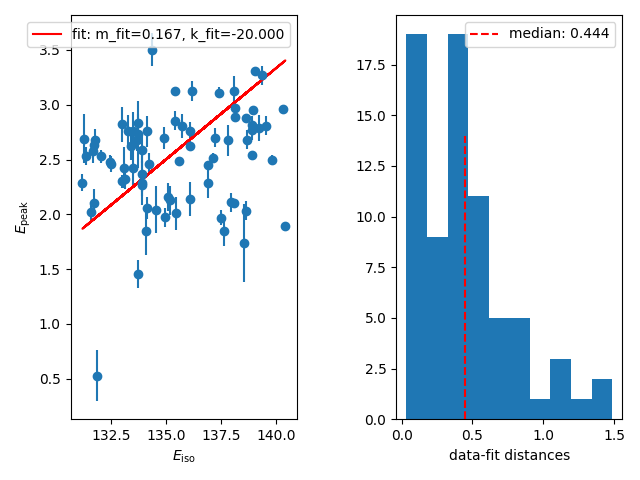 fit: m_fit=0.167, k_fit=-20.000
3.5
3.0
2.5
2.0
1.5
1.0
0.5
E_peak
132.5 135.0 137.5 140.0
E_iso
median: 0.444
17.5
15.0
12.5
10.0
7.5
5.0
2.5
0.0
0.0 0.5 1.0 1.5
data-fit distances